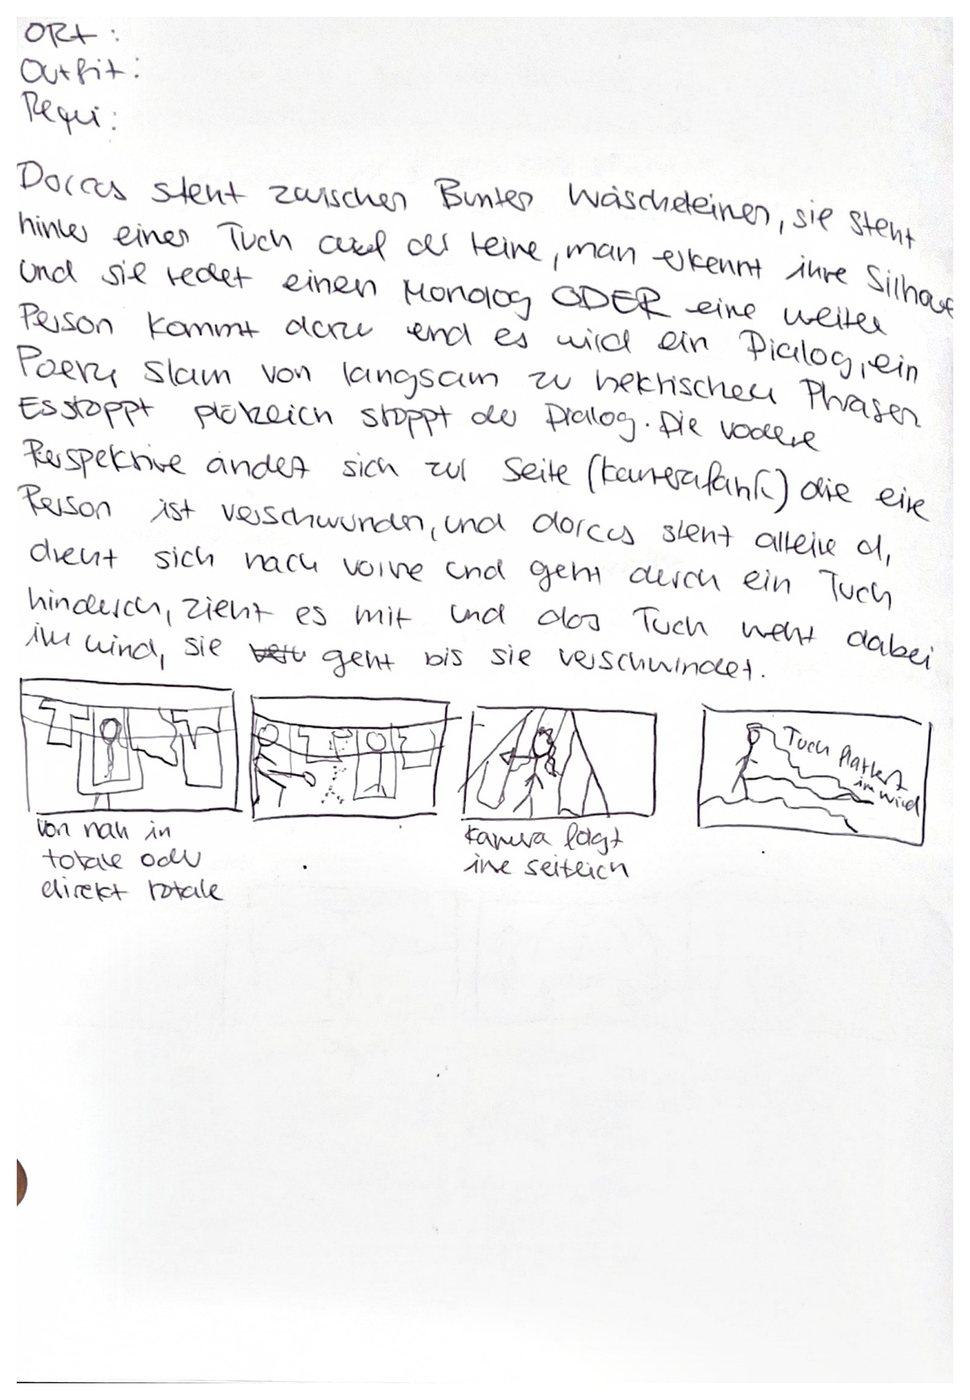 ORt :
Outfit :
Requi :
Dorcas steht zwischen Bunten Wäscheleinen, sie steht
hinter einen Tuch auf der Leine, man erkennt ihre Silhouet
und sie redet einen Monolog ODER eine weitere
Person kommt dazu und es wird ein Dialog, ein
Poetry Slam von langsam zu hektischen Phrasen
Es stoppt plötzlich stoppt der Dialog. Die vodere
Perspektive ändert sich zur Seite (Kamerafahrt) die eine
Person ist verschwunden, und dorcas steht alleine d,
dreht sich nach vorne und geht durch ein Tuch
hindurch, zieht es mit und das Tuch weht dabei
im wind, sie geht bis sie verschwindet.
Tuch flattert
im wind
von nah in
totale oder
direkt totale
Kamera folgt
ihr seitlich